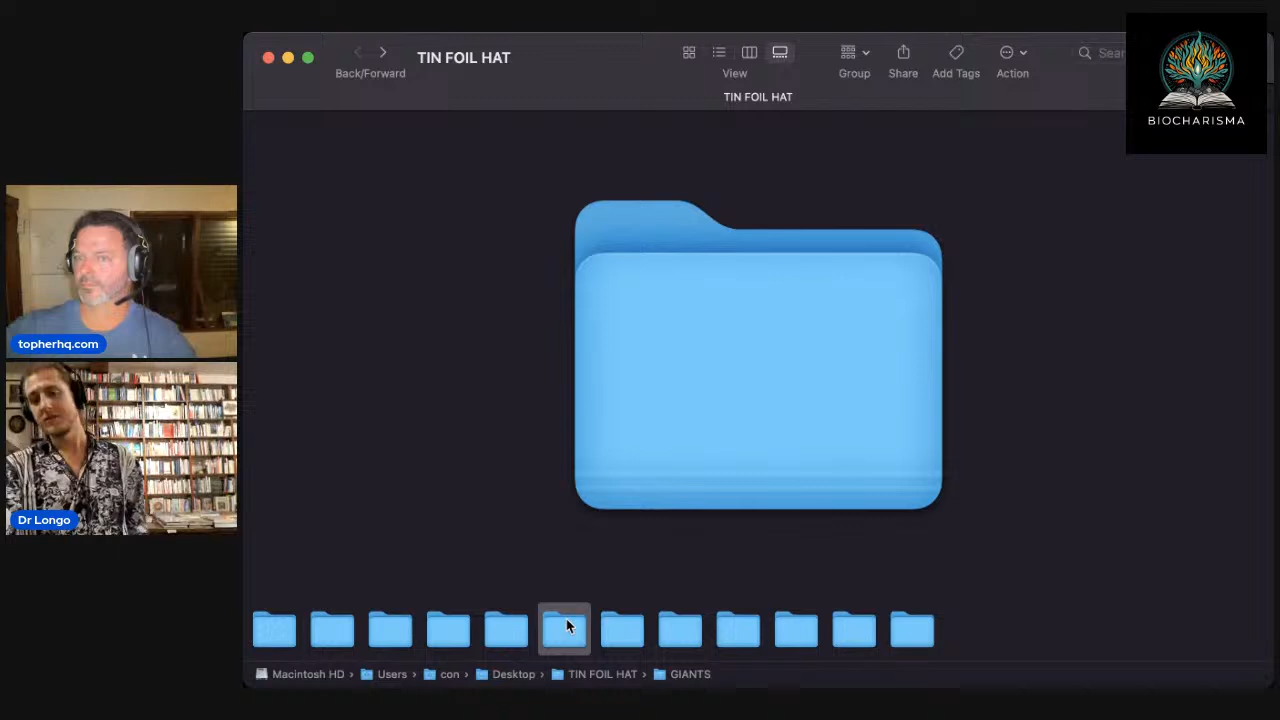 TIN FOIL HAT
Back/Forward
View
Group
Share
Add Tags
Action
Sear
TIN FOIL HAT
BIOCHARISMA
topherhq.com
Dr Longo
Macintosh HD › Users › con › Desktop › TIN FOIL HAT › GIANTS